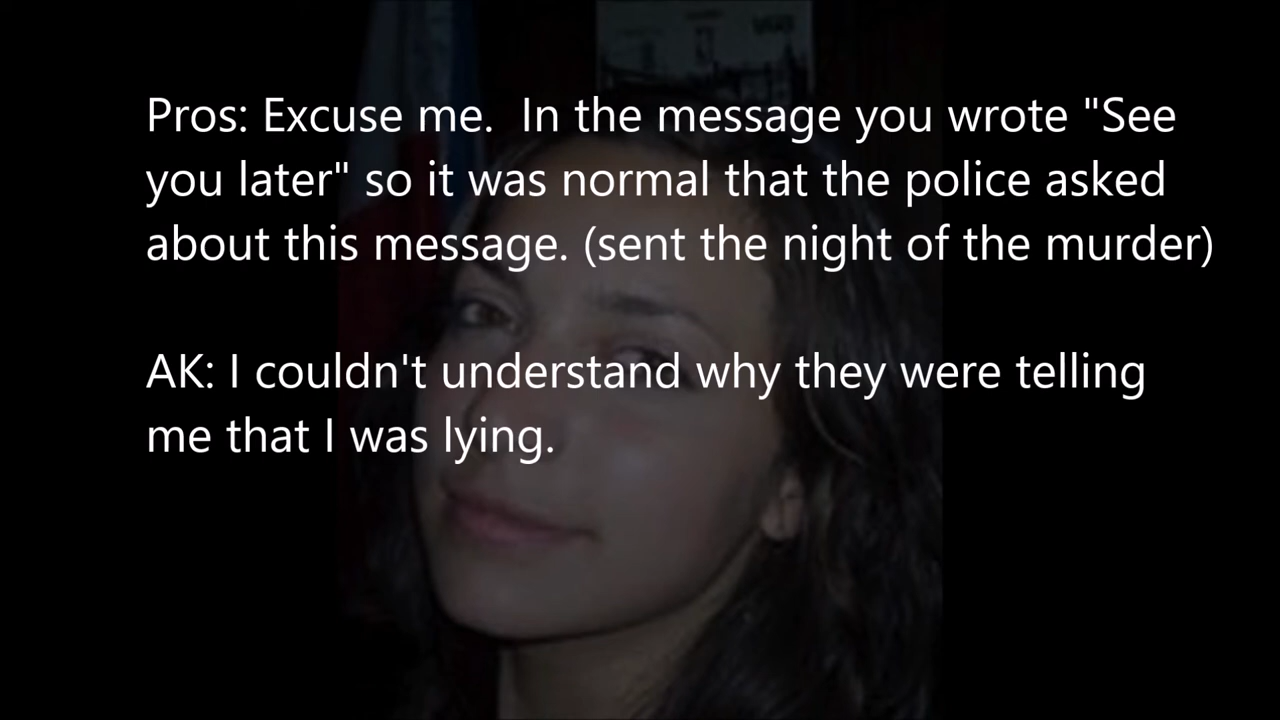 Pros: Excuse me.  In the message you wrote "See
you later" so it was normal that the police asked
about this message. (sent the night of the murder)
AK: I couldn't understand why they were telling
me that I was lying.